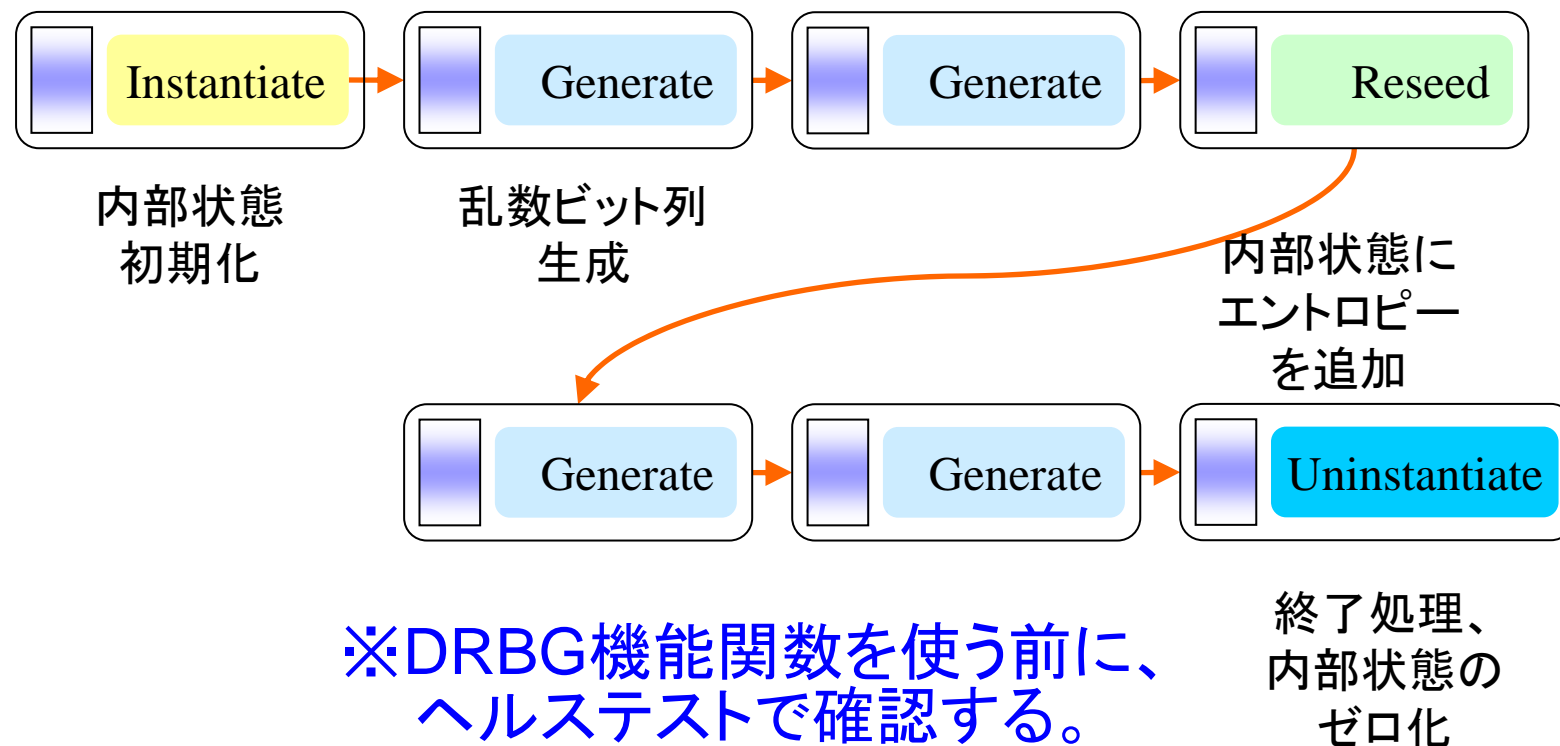 Instantiate
Generate
Generate
Reseed
内部状態
初期化
乱数ビット列
生成
内部状態に
エントロピー
を追加
Generate
Generate
Uninstantiate
※DRBG機能関数を使う前に、
ヘルステストで確認する。
終了処理、
内部状態の
ゼロ化